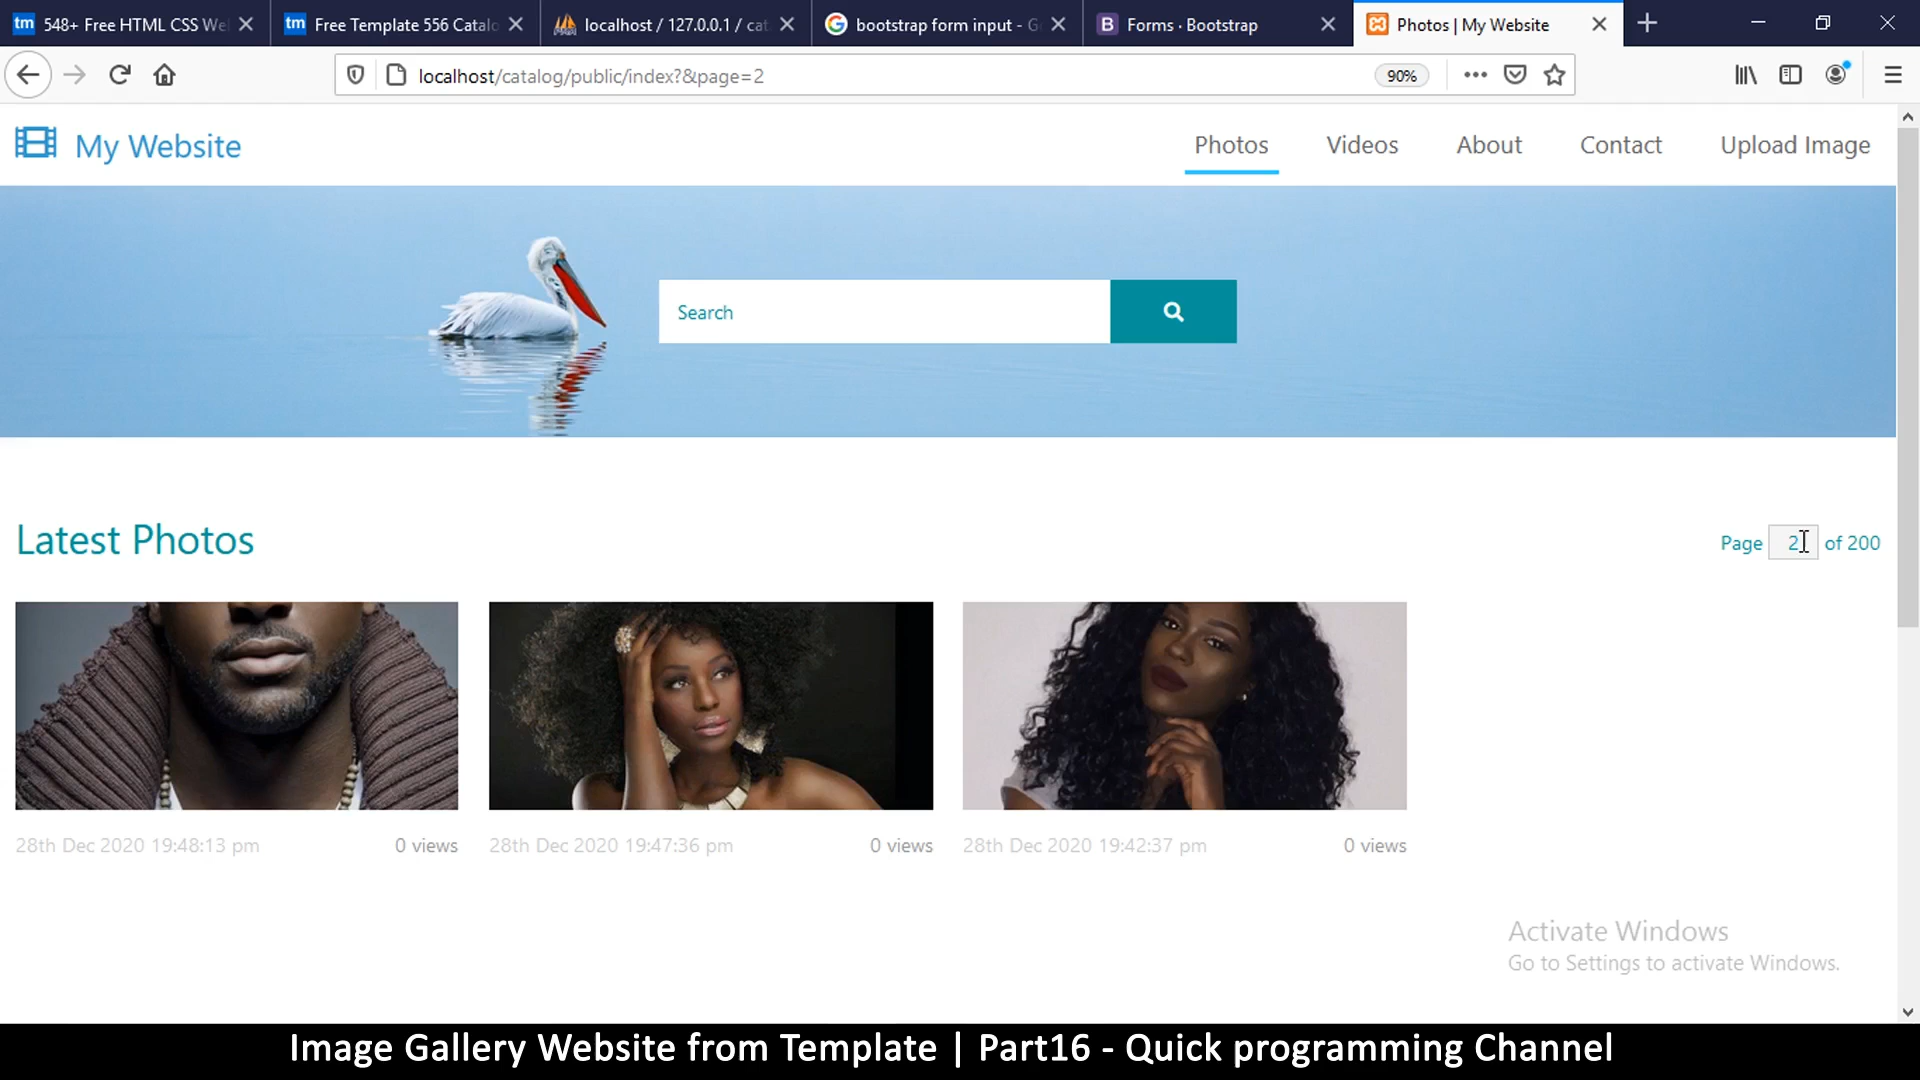 548+ Free HTML CSS We
Free Template 556 Catalo
localhost / 127.0.0.1 / cat
bootstrap form input - G
Forms · Bootstrap
Photos | My Website
localhost/catalog/public/index?&page=2
90%
My Website
Photos
Videos
About
Contact
Upload Image
Search
Latest Photos
Page 2 of 200
28th Dec 2020 19:48:13 pm
0 views
28th Dec 2020 19:47:36 pm
0 views
28th Dec 2020 19:42:37 pm
0 views
Activate Windows
Go to Settings to activate Windows.
Image Gallery Website from Template | Part16 - Quick programming Channel